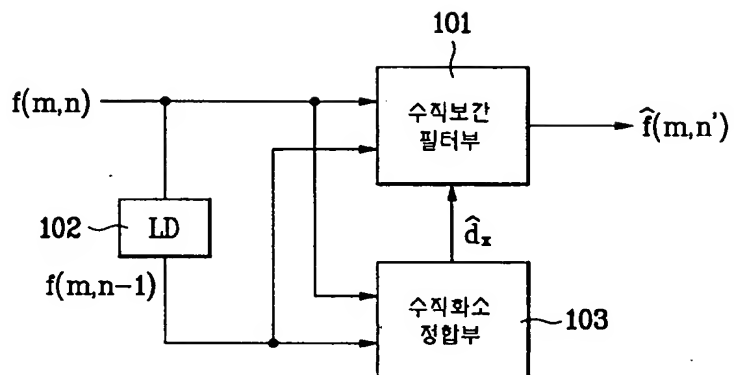 101
f(m,n)
수직보간
필터부
f̂(m,n')
102
LD
d̂ₓ
f(m,n-1)
수직화소
정합부
103